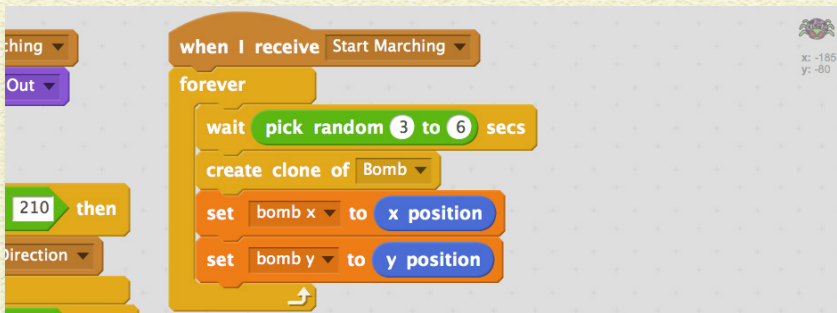 ching
Out
210 then
Direction
when I receive Start Marching
forever
wait pick random 3 to 6 secs
create clone of Bomb
set bomb x to x position
set bomb y to y position
x: -185
y: -80